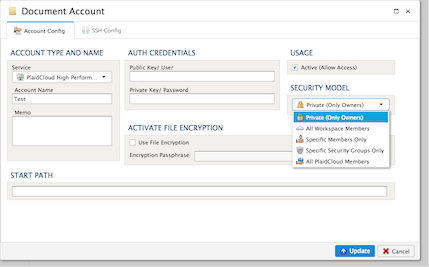 Document Account
Account Config
SSH Config
ACCOUNT TYPE AND NAME
Service
PlaidCloud High Perform...
Account Name
Test
Memo
AUTH CREDENTIALS
Public Key/ User
Private Key/ Password
ACTIVATE FILE ENCRYPTION
Use File Encryption
Encryption Passphrase
USAGE
Active (Allow Access)
SECURITY MODEL
Private (Only Owners)
Private (Only Owners)
All Workspace Members
Specific Members Only
Specific Security Groups Only
All PlaidCloud Members
START PATH
Update
Cancel